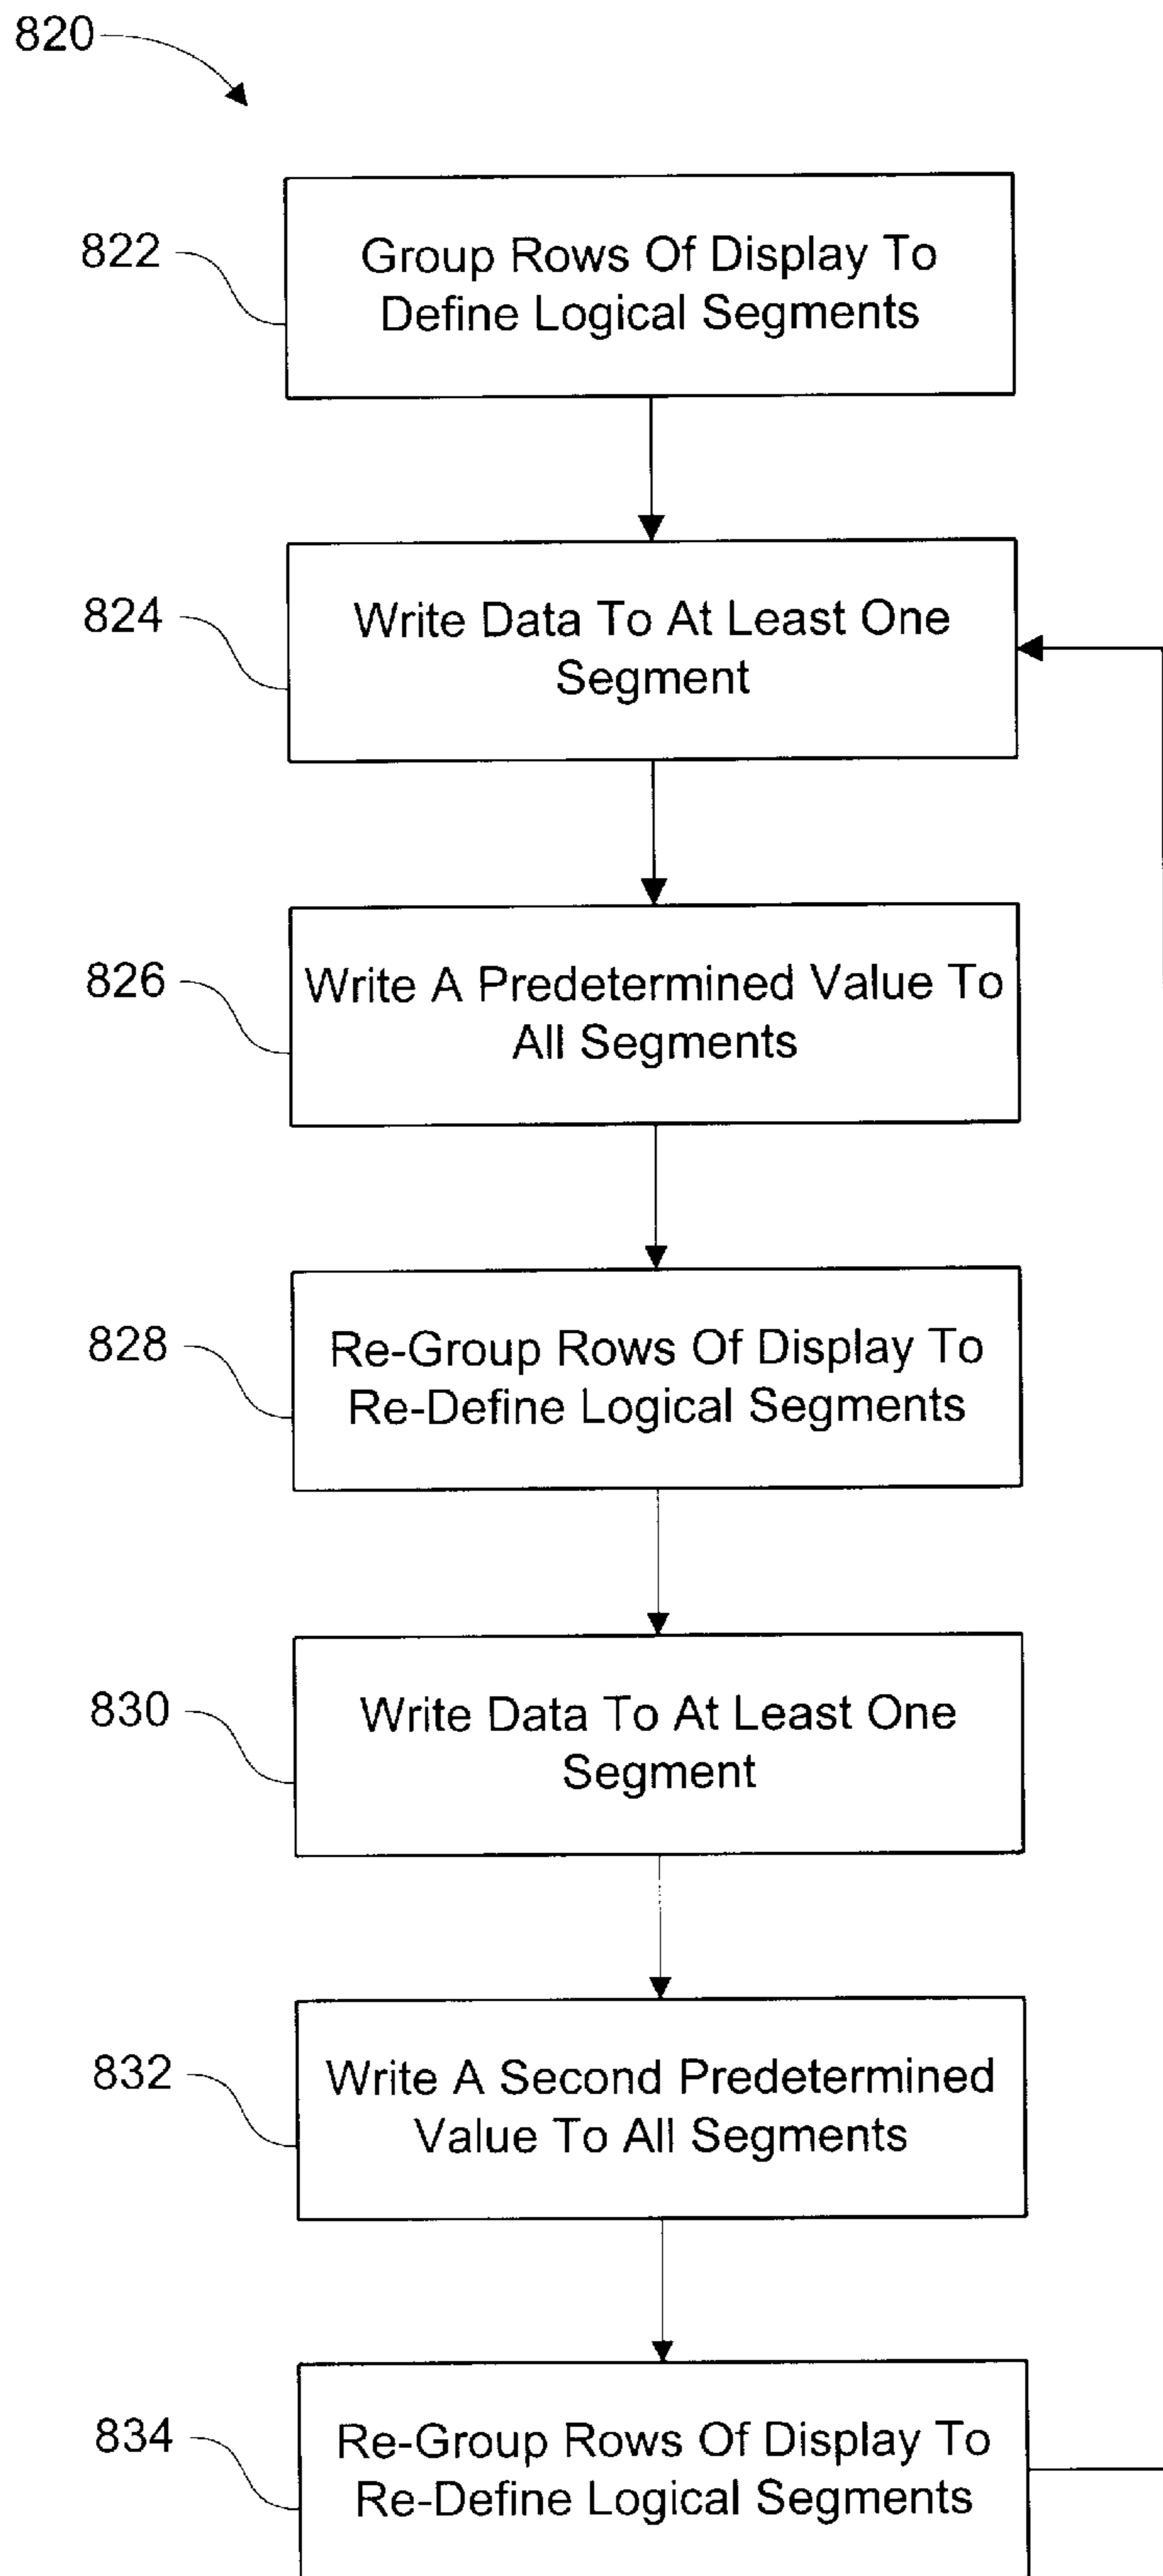 820
822
Group Rows Of Display To
Define Logical Segments
824
Write Data To At Least One
Segment
826
Write A Predetermined Value To
All Segments
828
Re-Group Rows Of Display To
Re-Define Logical Segments
830
Write Data To At Least One
Segment
832
Write A Second Predetermined
Value To All Segments
834
Re-Group Rows Of Display To
Re-Define Logical Segments